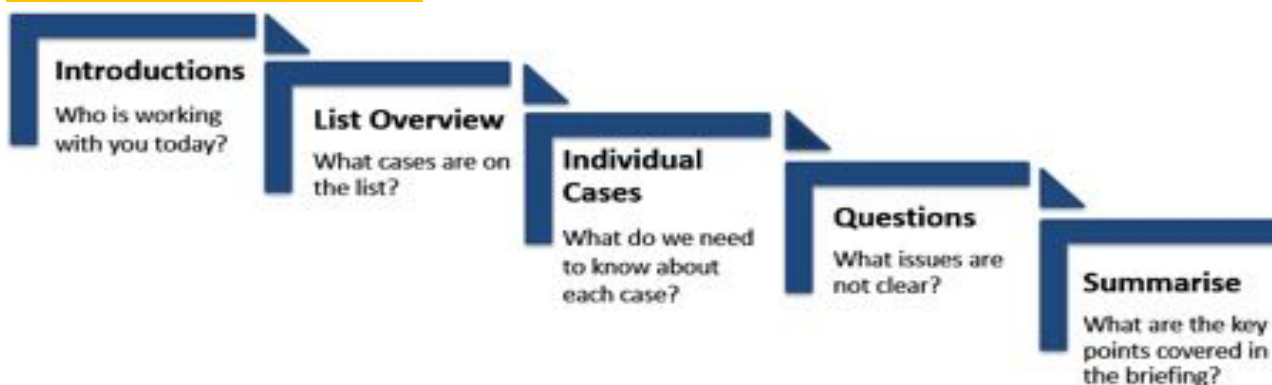 Introductions
Who is working
with you today?
List Overview
What cases are on
the list?
Individual
Cases
What do we need
to know about
each case?
Questions
What issues are
not clear?
Summarise
What are the key
points covered in
the briefing?